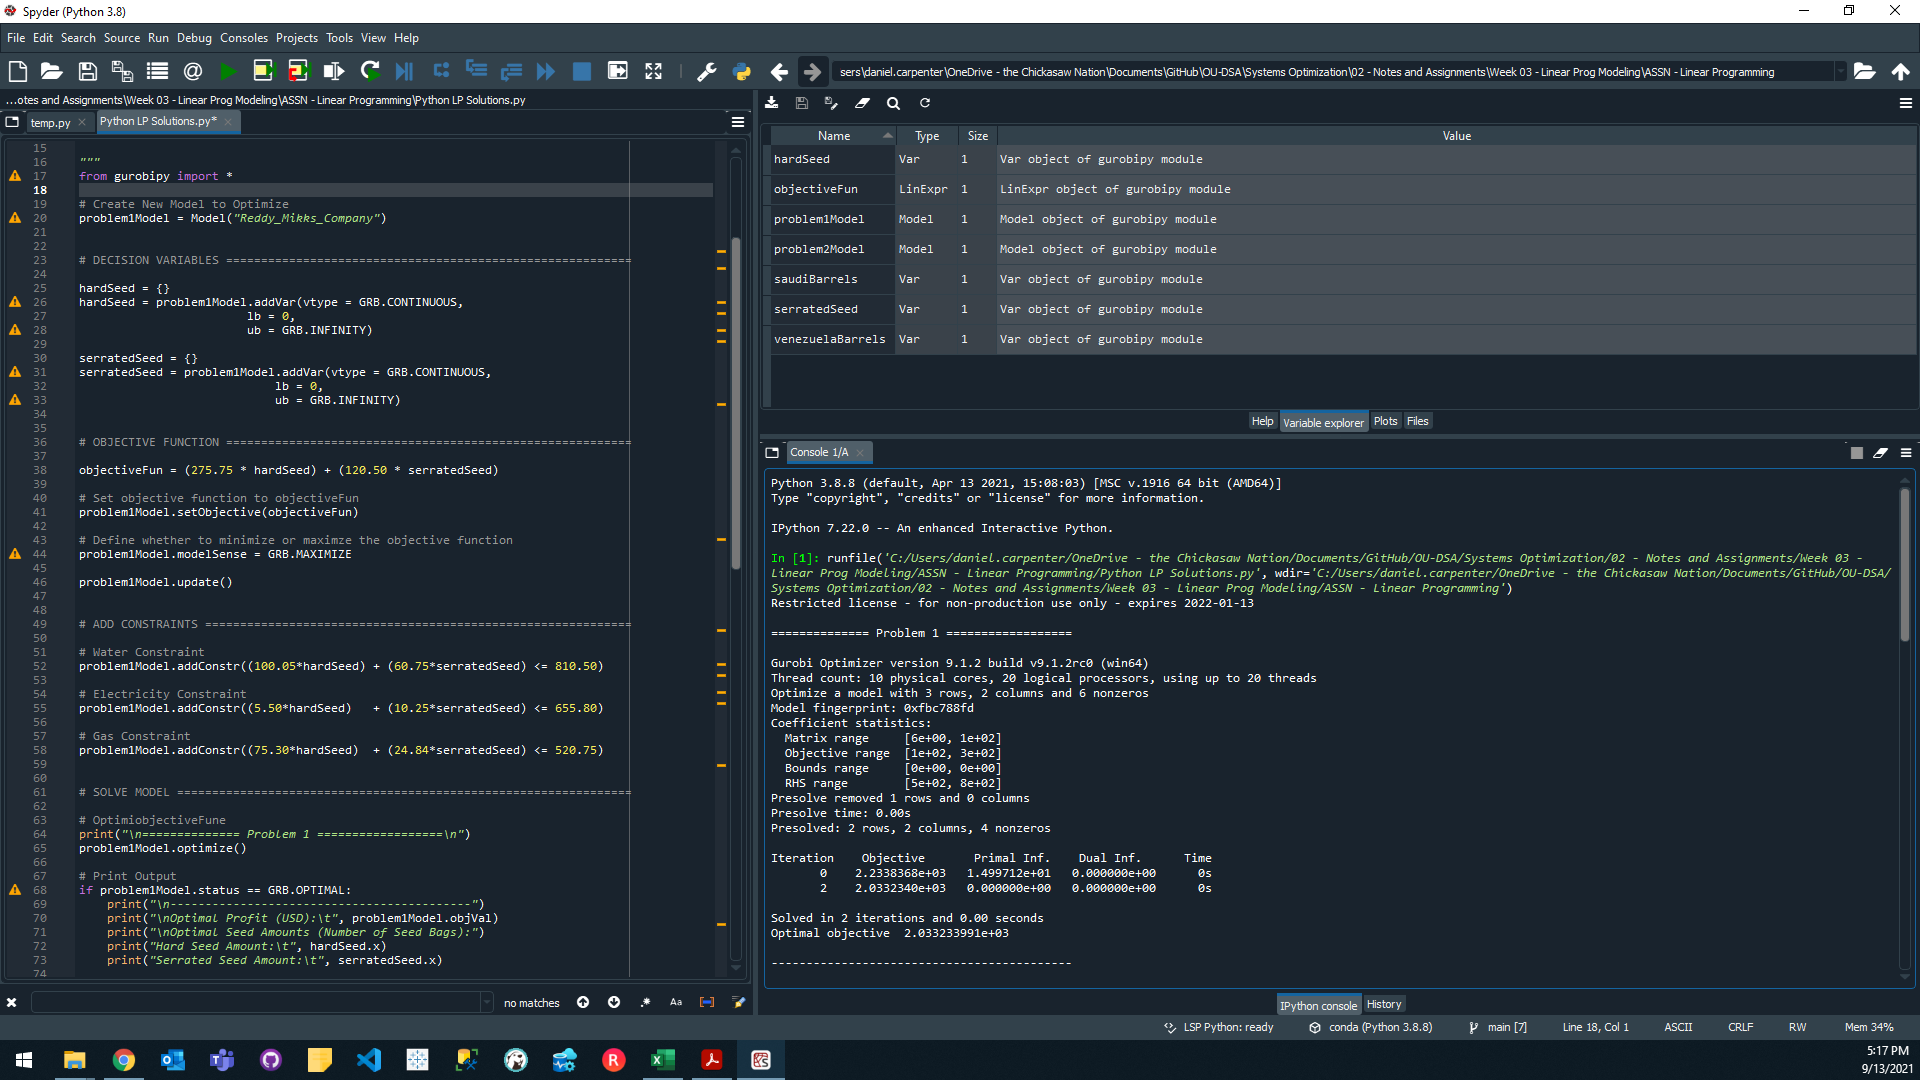 Spyder (Python 3.8)
File Edit Search Source Run Debug Consoles Projects Tools View Help
sers\daniel.carpenter\OneDrive - the Chickasaw Nation\Documents\GitHub\OU-DSA\Systems Optimization\02 - Notes and Assignments\Week 03 - Linear Prog Modeling\ASSN - Linear Programming
...otes and Assignments\Week 03 - Linear Prog Modeling\ASSN - Linear Programming\Python LP Solutions.py
temp.py
Python LP Solutions.py*
15
16 """
17 from gurobipy import *
18
19 # Create New Model to Optimize
20 problem1Model = Model("Reddy_Mikks_Company")
21
22
23 # DECISION VARIABLES ==========================================================
24
25 hardSeed = {}
26 hardSeed = problem1Model.addVar(vtype = GRB.CONTINUOUS,
27 lb = 0,
28 ub = GRB.INFINITY)
29
30 serratedSeed = {}
31 serratedSeed = problem1Model.addVar(vtype = GRB.CONTINUOUS,
32 lb = 0,
33 ub = GRB.INFINITY)
34
35
36 # OBJECTIVE FUNCTION ==========================================================
37
38 objectiveFun = (275.75 * hardSeed) + (120.50 * serratedSeed)
39
40 # Set objective function to objectiveFun
41 problem1Model.setObjective(objectiveFun)
42
43 # Define whether to minimize or maximze the objective function
44 problem1Model.modelSense = GRB.MAXIMIZE
45
46 problem1Model.update()
47
48
49 # ADD CONSTRAINTS =============================================================
50
51 # Water Constraint
52 problem1Model.addConstr((100.05*hardSeed) + (60.75*serratedSeed) <= 810.50)
53
54 # Electricity Constraint
55 problem1Model.addConstr((5.50*hardSeed) + (10.25*serratedSeed) <= 655.80)
56
57 # Gas Constraint
58 problem1Model.addConstr((75.30*hardSeed) + (24.84*serratedSeed) <= 520.75)
59
60
61 # SOLVE MODEL =================================================================
62
63 # OptimiobjectiveFune
64 print("\n============== Problem 1 ==================\n")
65 problem1Model.optimize()
66
67 # Print Output
68 if problem1Model.status == GRB.OPTIMAL:
69 print("\n-------------------------------------------")
70 print("\nOptimal Profit (USD):\t", problem1Model.objVal)
71 print("\nOptimal Seed Amounts (Number of Seed Bags):")
72 print("Hard Seed Amount:\t", hardSeed.x)
73 print("Serrated Seed Amount:\t", serratedSeed.x)
74
no matches
Aa
Name Type Size Value
hardSeed Var 1 Var object of gurobipy module
objectiveFun LinExpr 1 LinExpr object of gurobipy module
problem1Model Model 1 Model object of gurobipy module
problem2Model Model 1 Model object of gurobipy module
saudiBarrels Var 1 Var object of gurobipy module
serratedSeed Var 1 Var object of gurobipy module
venezuelaBarrels Var 1 Var object of gurobipy module
Help Variable explorer Plots Files
Console 1/A
Python 3.8.8 (default, Apr 13 2021, 15:08:03) [MSC v.1916 64 bit (AMD64)]
Type "copyright", "credits" or "license" for more information.
IPython 7.22.0 -- An enhanced Interactive Python.
In [1]: runfile('C:/Users/daniel.carpenter/OneDrive - the Chickasaw Nation/Documents/GitHub/OU-DSA/Systems Optimization/02 - Notes and Assignments/Week 03 -
Linear Prog Modeling/ASSN - Linear Programming/Python LP Solutions.py', wdir='C:/Users/daniel.carpenter/OneDrive - the Chickasaw Nation/Documents/GitHub/OU-DSA/
Systems Optimization/02 - Notes and Assignments/Week 03 - Linear Prog Modeling/ASSN - Linear Programming')
Restricted license - for non-production use only - expires 2022-01-13
============== Problem 1 ==================
Gurobi Optimizer version 9.1.2 build v9.1.2rc0 (win64)
Thread count: 10 physical cores, 20 logical processors, using up to 20 threads
Optimize a model with 3 rows, 2 columns and 6 nonzeros
Model fingerprint: 0xfbc788fd
Coefficient statistics:
Matrix range [6e+00, 1e+02]
Objective range [1e+02, 3e+02]
Bounds range [0e+00, 0e+00]
RHS range [5e+02, 8e+02]
Presolve removed 1 rows and 0 columns
Presolve time: 0.00s
Presolved: 2 rows, 2 columns, 4 nonzeros
Iteration Objective Primal Inf. Dual Inf. Time
0 2.2338368e+03 1.499712e+01 0.000000e+00 0s
2 2.0332340e+03 0.000000e+00 0.000000e+00 0s
Solved in 2 iterations and 0.00 seconds
Optimal objective 2.033233991e+03
-------------------------------------------
IPython console History
LSP Python: ready conda (Python 3.8.8) main [7] Line 18, Col 1 ASCII CRLF RW Mem 34%
5:17 PM
9/13/2021